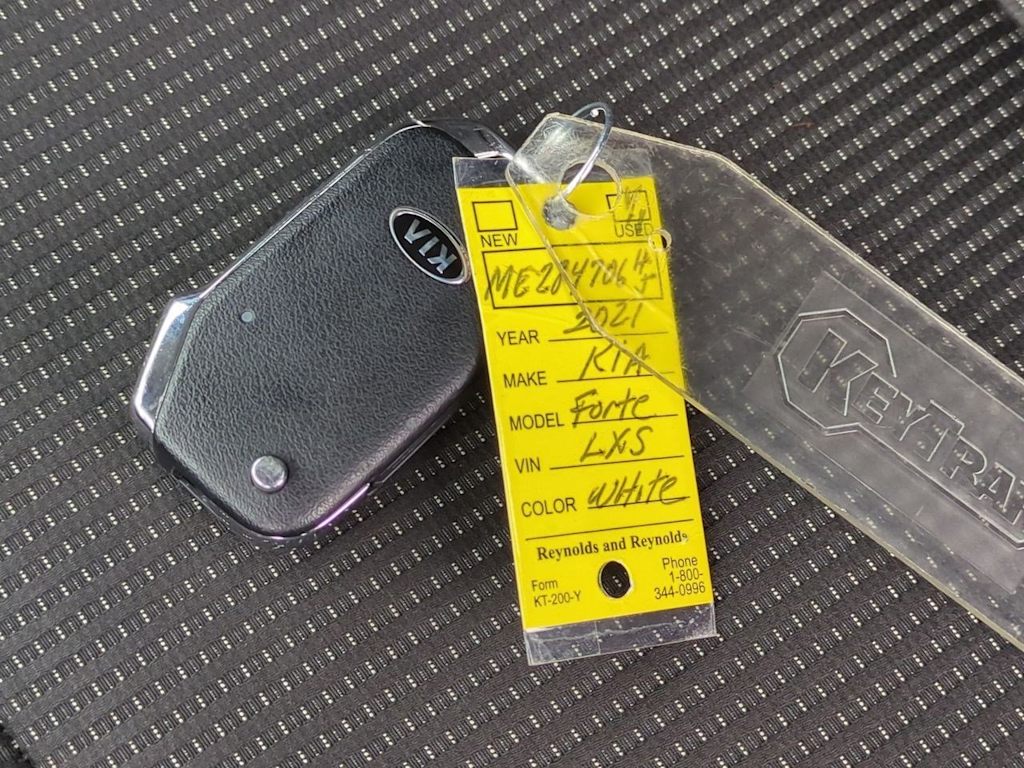 KIA
NEW USED
ME284706 HJ
YEAR 2021
MAKE KIA
MODEL Forte
VIN LXS
COLOR WHite
Reynolds and Reynolds
Form
KT-200-Y
Phone
1-800-
344-0996
KEYTRA